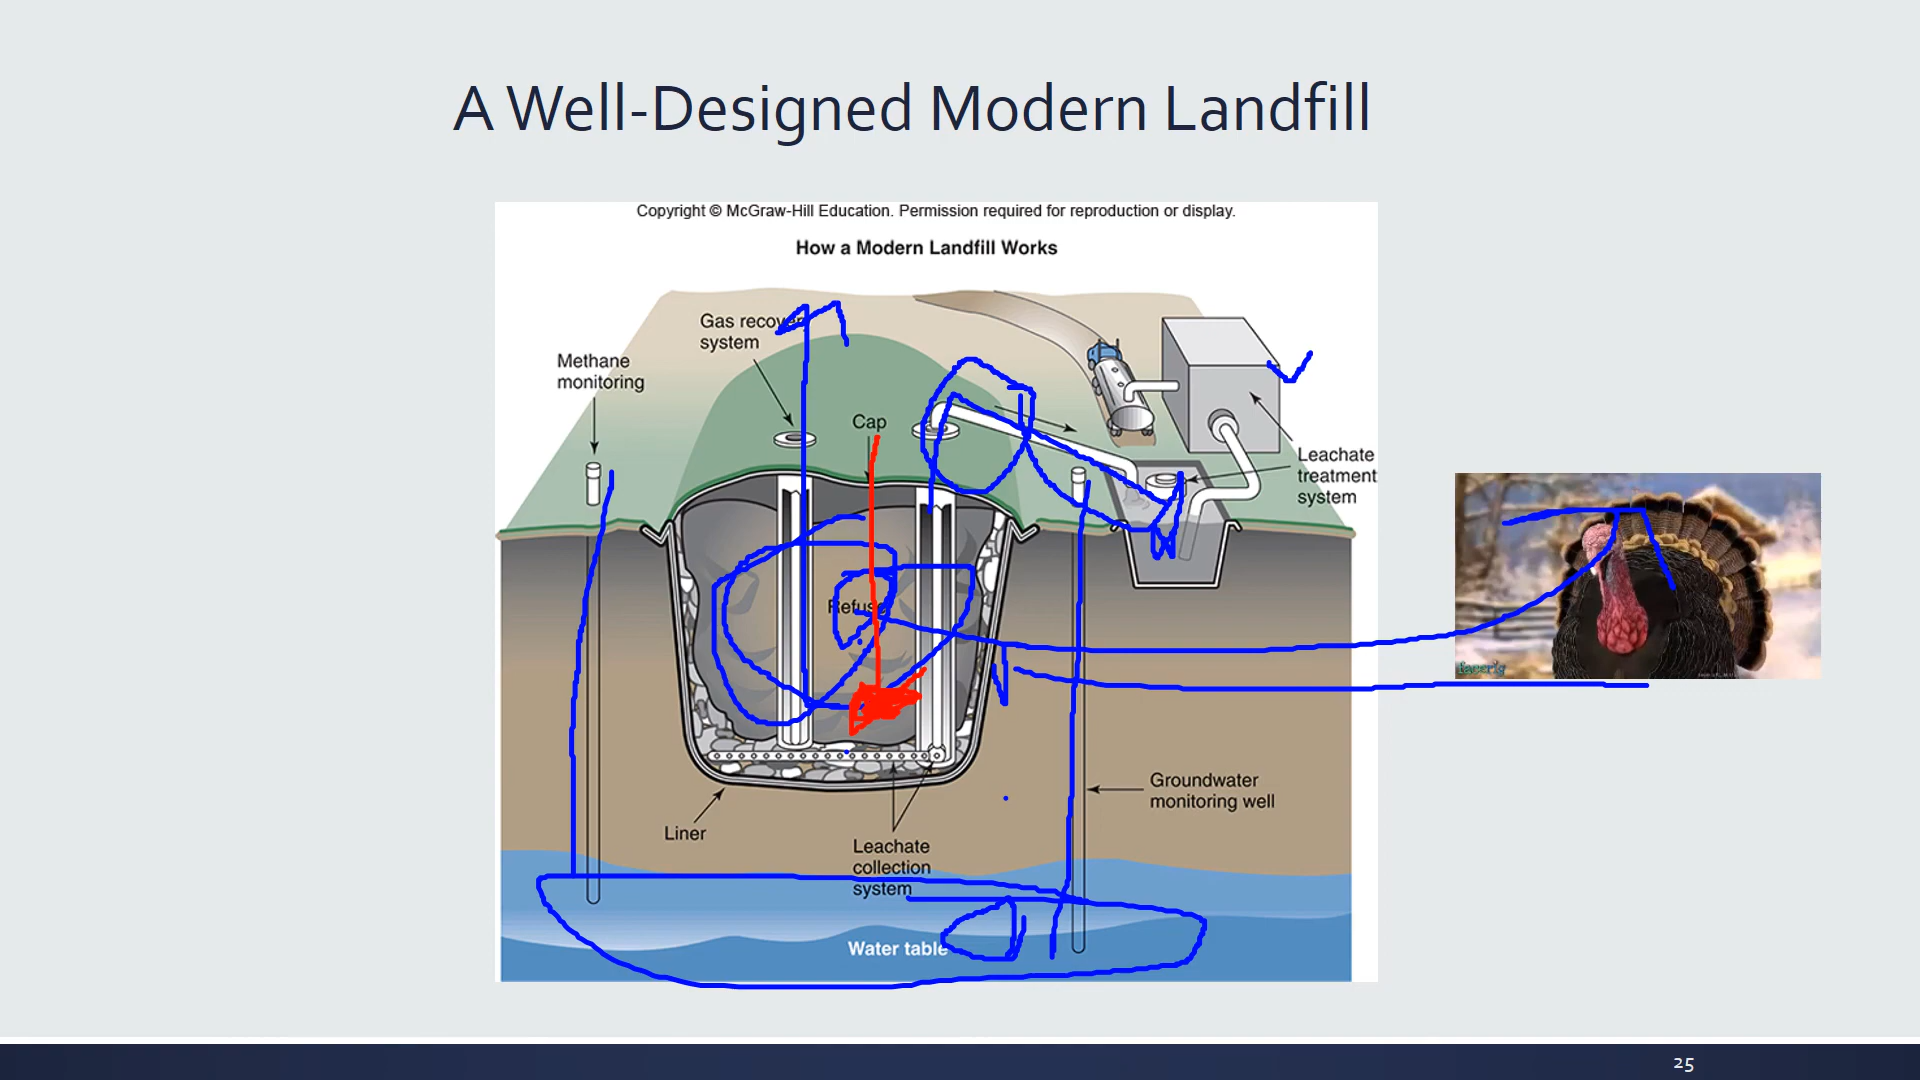 A Well-Designed Modern Landfill
Copyright © McGraw-Hill Education. Permission required for reproduction or display.
How a Modern Landfill Works
Gas recovery
system
Methane
monitoring
Cap
Leachate
treatment
system
Refuse
Groundwater
monitoring well
Liner
Leachate
collection
system
Water table
25